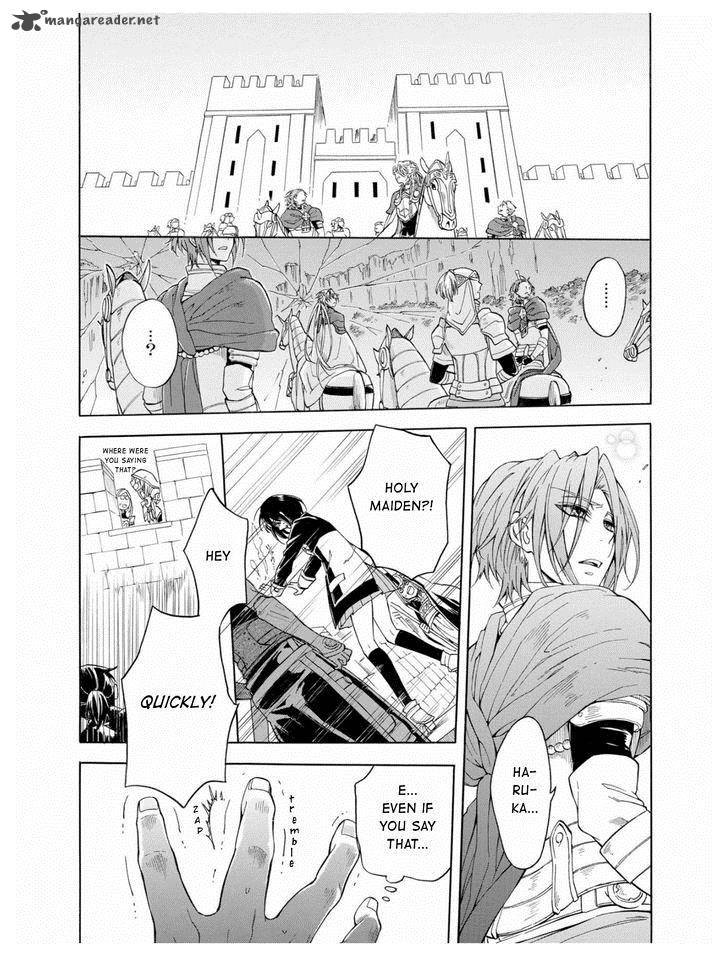 mangareader.net
......
...?
HA-
RU-
KA...
HOLY
MAIDEN?!
WHERE WERE
YOU SAYING
THAT?
HEY
QUICKLY!
E...
EVEN IF
YOU SAY
THAT...
tremble
ZAP